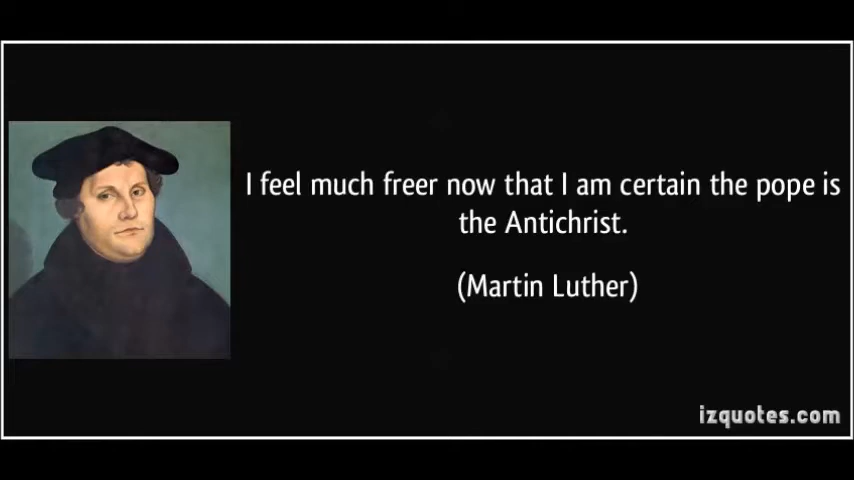 I feel much freer now that I am certain the pope is
the Antichrist.
(Martin Luther)
izquotes.com